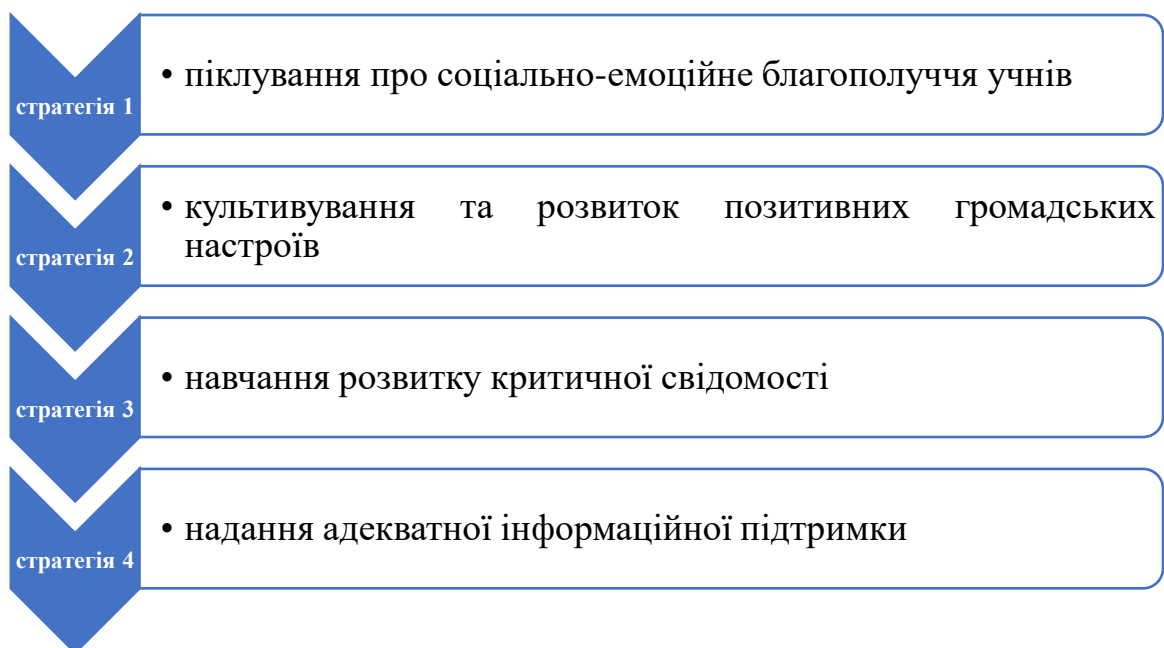 стратегія 1
• піклування про соціально-емоційне благополуччя учнів
стратегія 2
• культивування та розвиток позитивних громадських
настроїв
стратегія 3
• навчання розвитку критичної свідомості
стратегія 4
• надання адекватної інформаційної підтримки